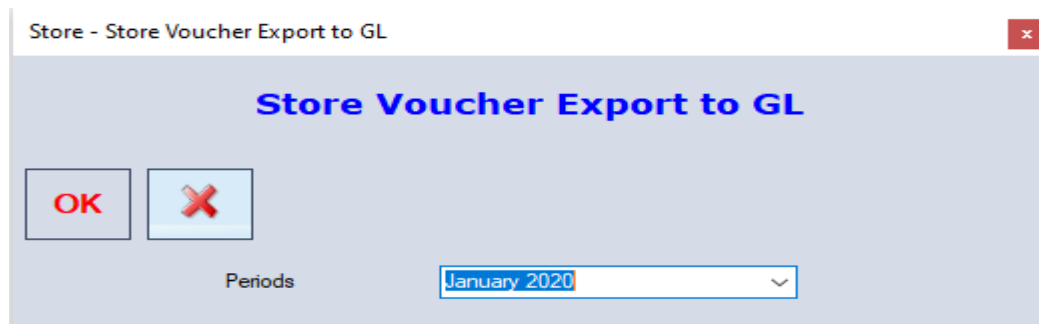 Store - Store Voucher Export to GL
x
Store Voucher Export to GL
OK
Periods January 2020